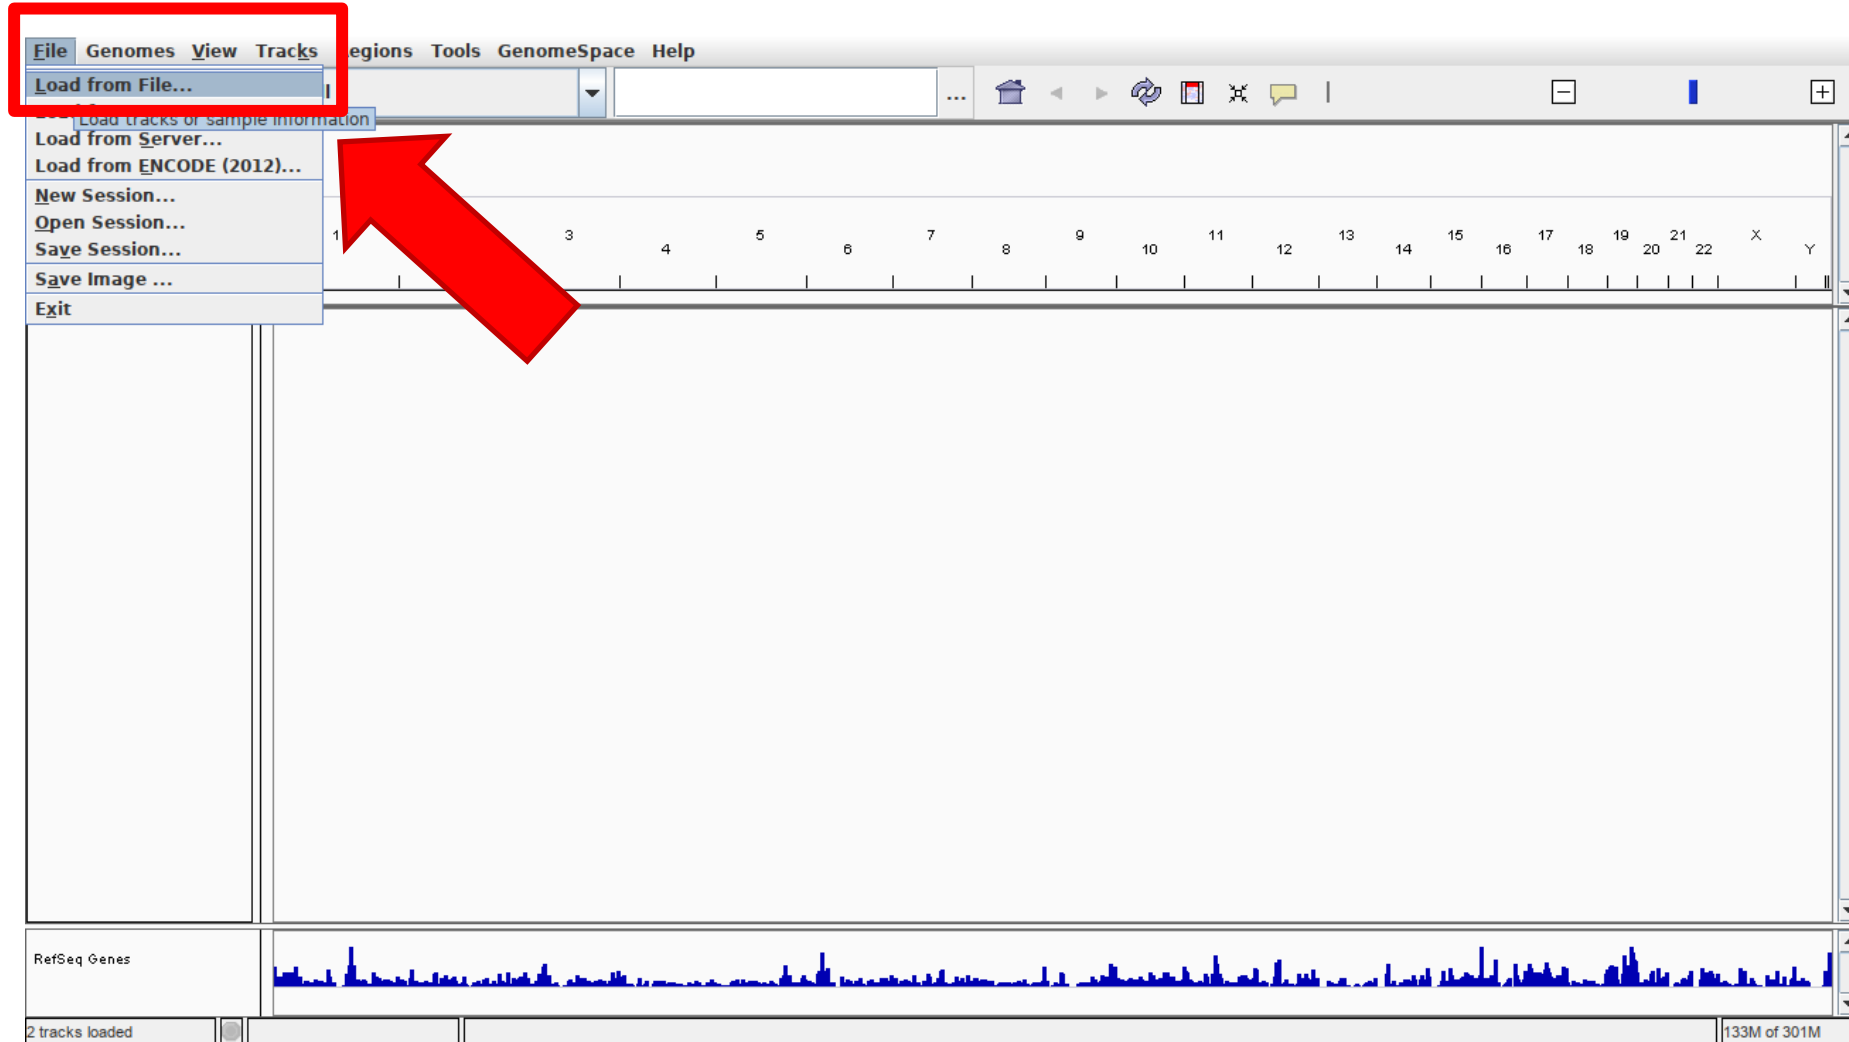 File Genomes View Tracks Regions Tools GenomeSpace Help
Load from File...
...
Load tracks or sample information
Load from Server...
Load from ENCODE (2012)...
New Session...
Open Session...
Save Session...
Save Image ...
Exit
1 3 4 5 6 7 8 9 10 11 12 13 14 15 16 17 18 19 20 21 22 X Y
RefSeq Genes
2 tracks loaded
133M of 301M